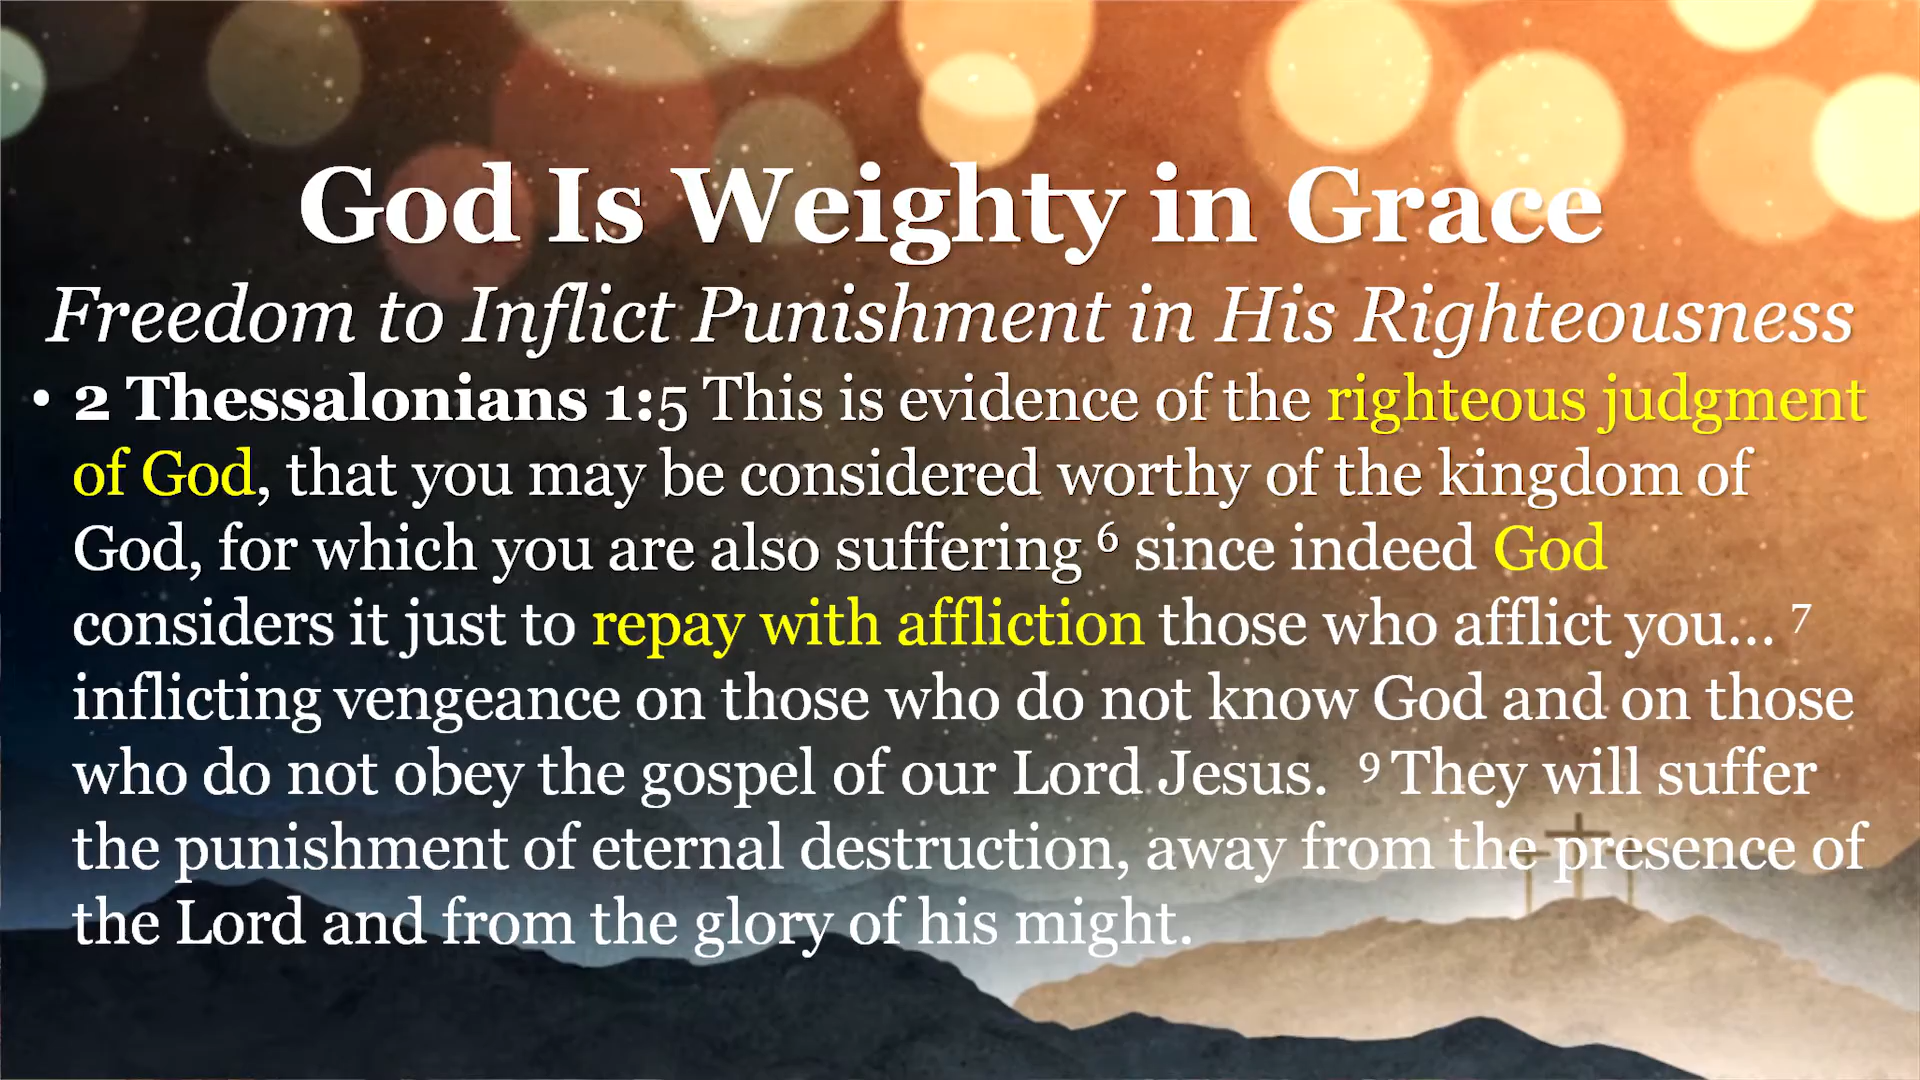 God Is Weighty in Grace
Freedom to Inflict Punishment in His Righteousness
• 2 Thessalonians 1:5 This is evidence of the righteous judgment
of God, that you may be considered worthy of the kingdom of
God, for which you are also suffering 6 since indeed God
considers it just to repay with affliction those who afflict you... 7
inflicting vengeance on those who do not know God and on those
who do not obey the gospel of our Lord Jesus. 9 They will suffer
the punishment of eternal destruction, away from the presence of
the Lord and from the glory of his might.